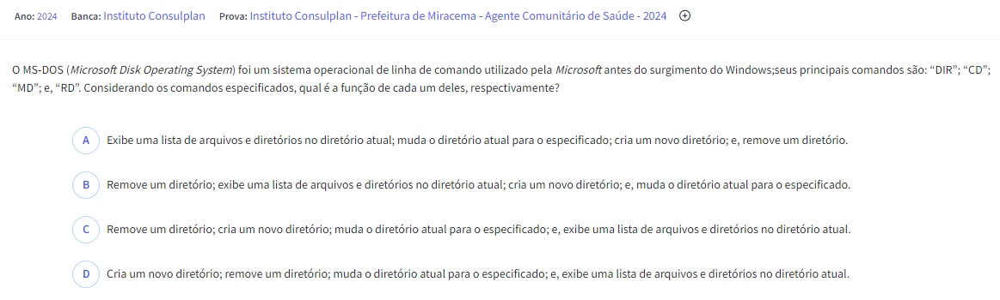 Ano: 2024 Banca: Instituto Consulplan Prova: Instituto Consulplan - Prefeitura de Miracema - Agente Comunitário de Saúde - 2024
O MS-DOS (Microsoft Disk Operating System) foi um sistema operacional de linha de comando utilizado pela Microsoft antes do surgimento do Windows;seus principais comandos são: “DIR”; “CD”;
“MD”; e, “RD”. Considerando os comandos especificados, qual é a função de cada um deles, respectivamente?
A Exibe uma lista de arquivos e diretórios no diretório atual; muda o diretório atual para o especificado; cria um novo diretório; e, remove um diretório.
B Remove um diretório; exibe uma lista de arquivos e diretórios no diretório atual; cria um novo diretório; e, muda o diretório atual para o especificado.
C Remove um diretório; cria um novo diretório; muda o diretório atual para o especificado; e, exibe uma lista de arquivos e diretórios no diretório atual.
D Cria um novo diretório; remove um diretório; muda o diretório atual para o especificado; e, exibe uma lista de arquivos e diretórios no diretório atual.